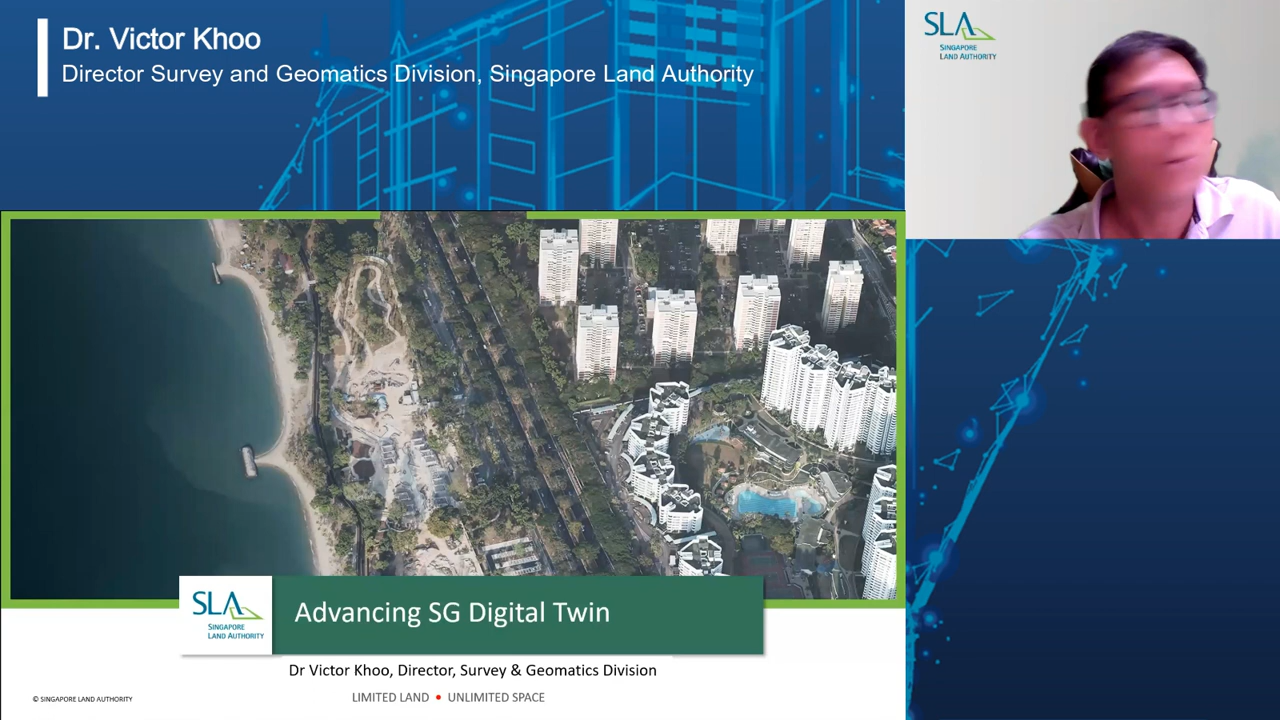 Dr. Victor Khoo
Director Survey and Geomatics Division, Singapore Land Authority
SLA
SINGAPORE
LAND AUTHORITY
SLA
SINGAPORE
LAND AUTHORITY
Advancing SG Digital Twin
Dr Victor Khoo, Director, Survey & Geomatics Division
LIMITED LAND • UNLIMITED SPACE
© SINGAPORE LAND AUTHORITY